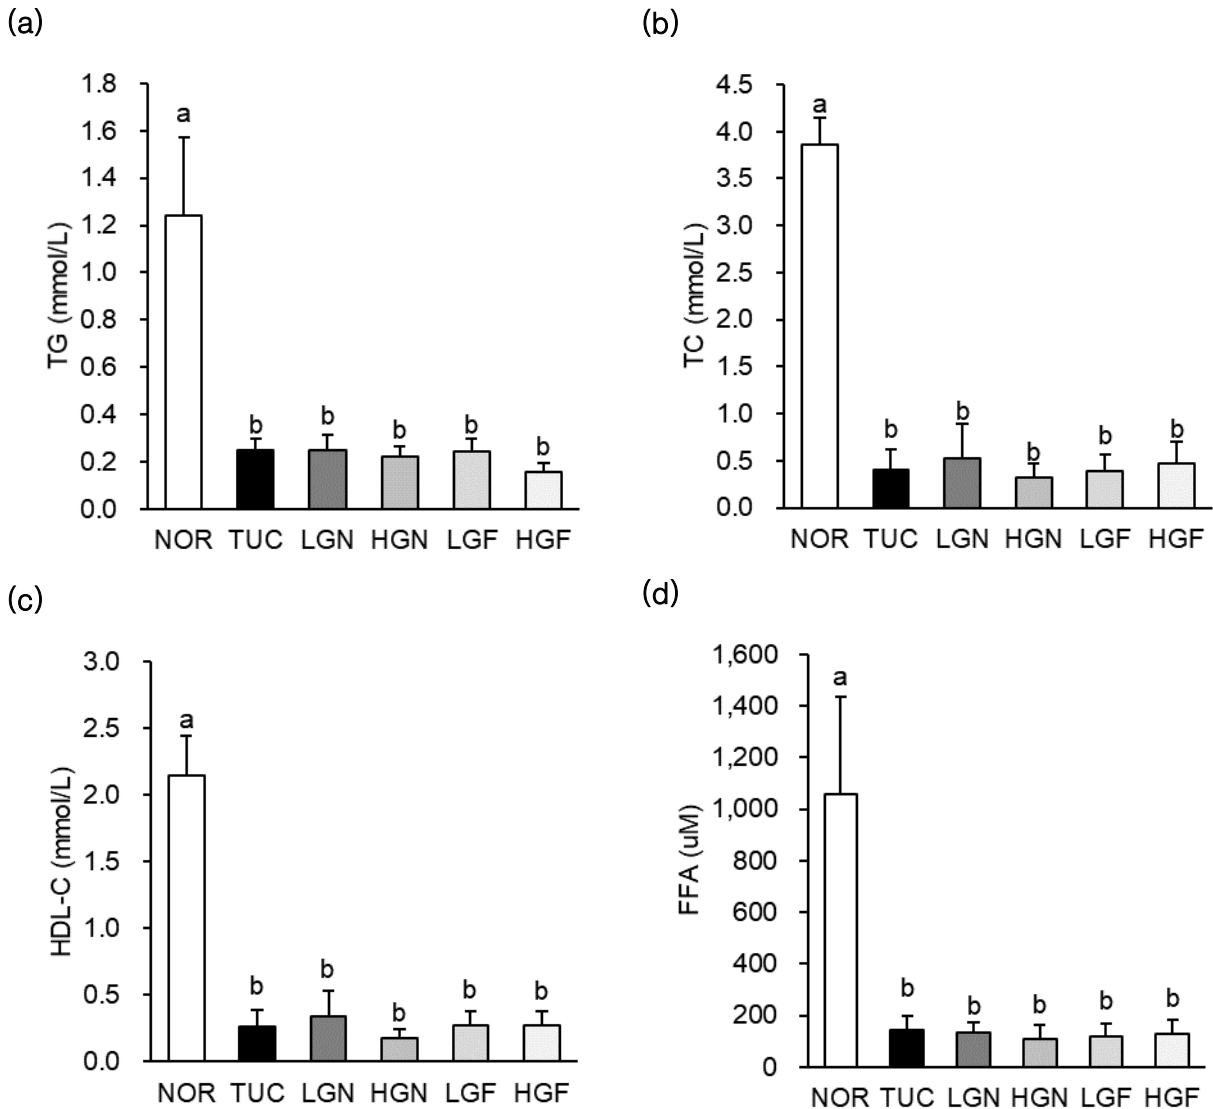 (a)
1.8
1.6
1.4
1.2
1.0
0.8
0.6
0.4
0.2
0.0
TG (mmol/L)
a
b
b
b
b
b
NOR TUC LGN HGN LGF HGF
(b)
4.5
4.0
3.5
3.0
2.5
2.0
1.5
1.0
0.5
0.0
TC (mmol/L)
a
b
b
b
b
b
NOR TUC LGN HGN LGF HGF
(c)
3.0
2.5
2.0
1.5
1.0
0.5
0.0
HDL-C (mmol/L)
a
b
b
b
b
b
NOR TUC LGN HGN LGF HGF
(d)
1,600
1,400
1,200
1,000
800
600
400
200
0
FFA (uM)
a
b
b
b
b
b
NOR TUC LGN HGN LGF HGF